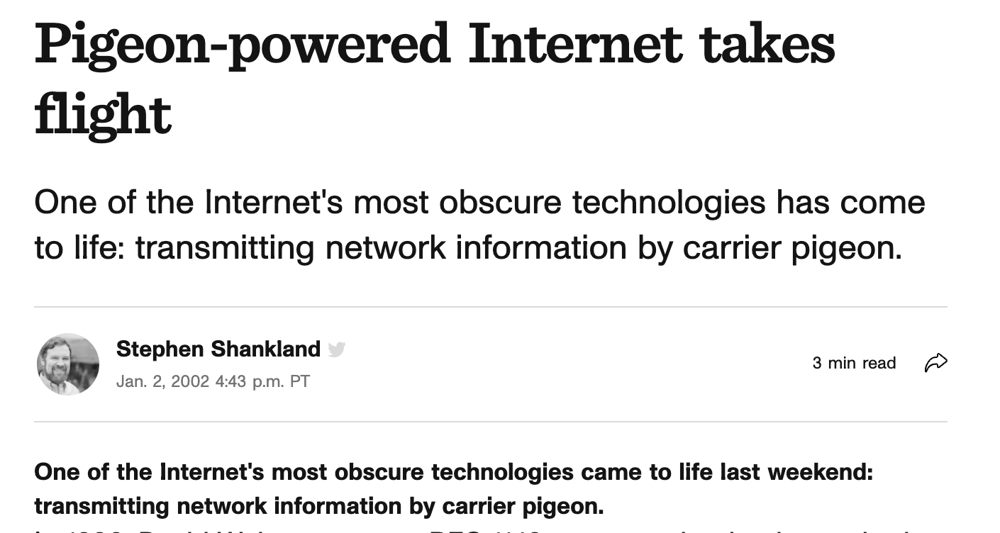 Pigeon-powered Internet takes
flight
One of the Internet's most obscure technologies has come
to life: transmitting network information by carrier pigeon.
Stephen Shankland
Jan. 2, 2002 4:43 p.m. PT
3 min read
One of the Internet's most obscure technologies came to life last weekend:
transmitting network information by carrier pigeon.